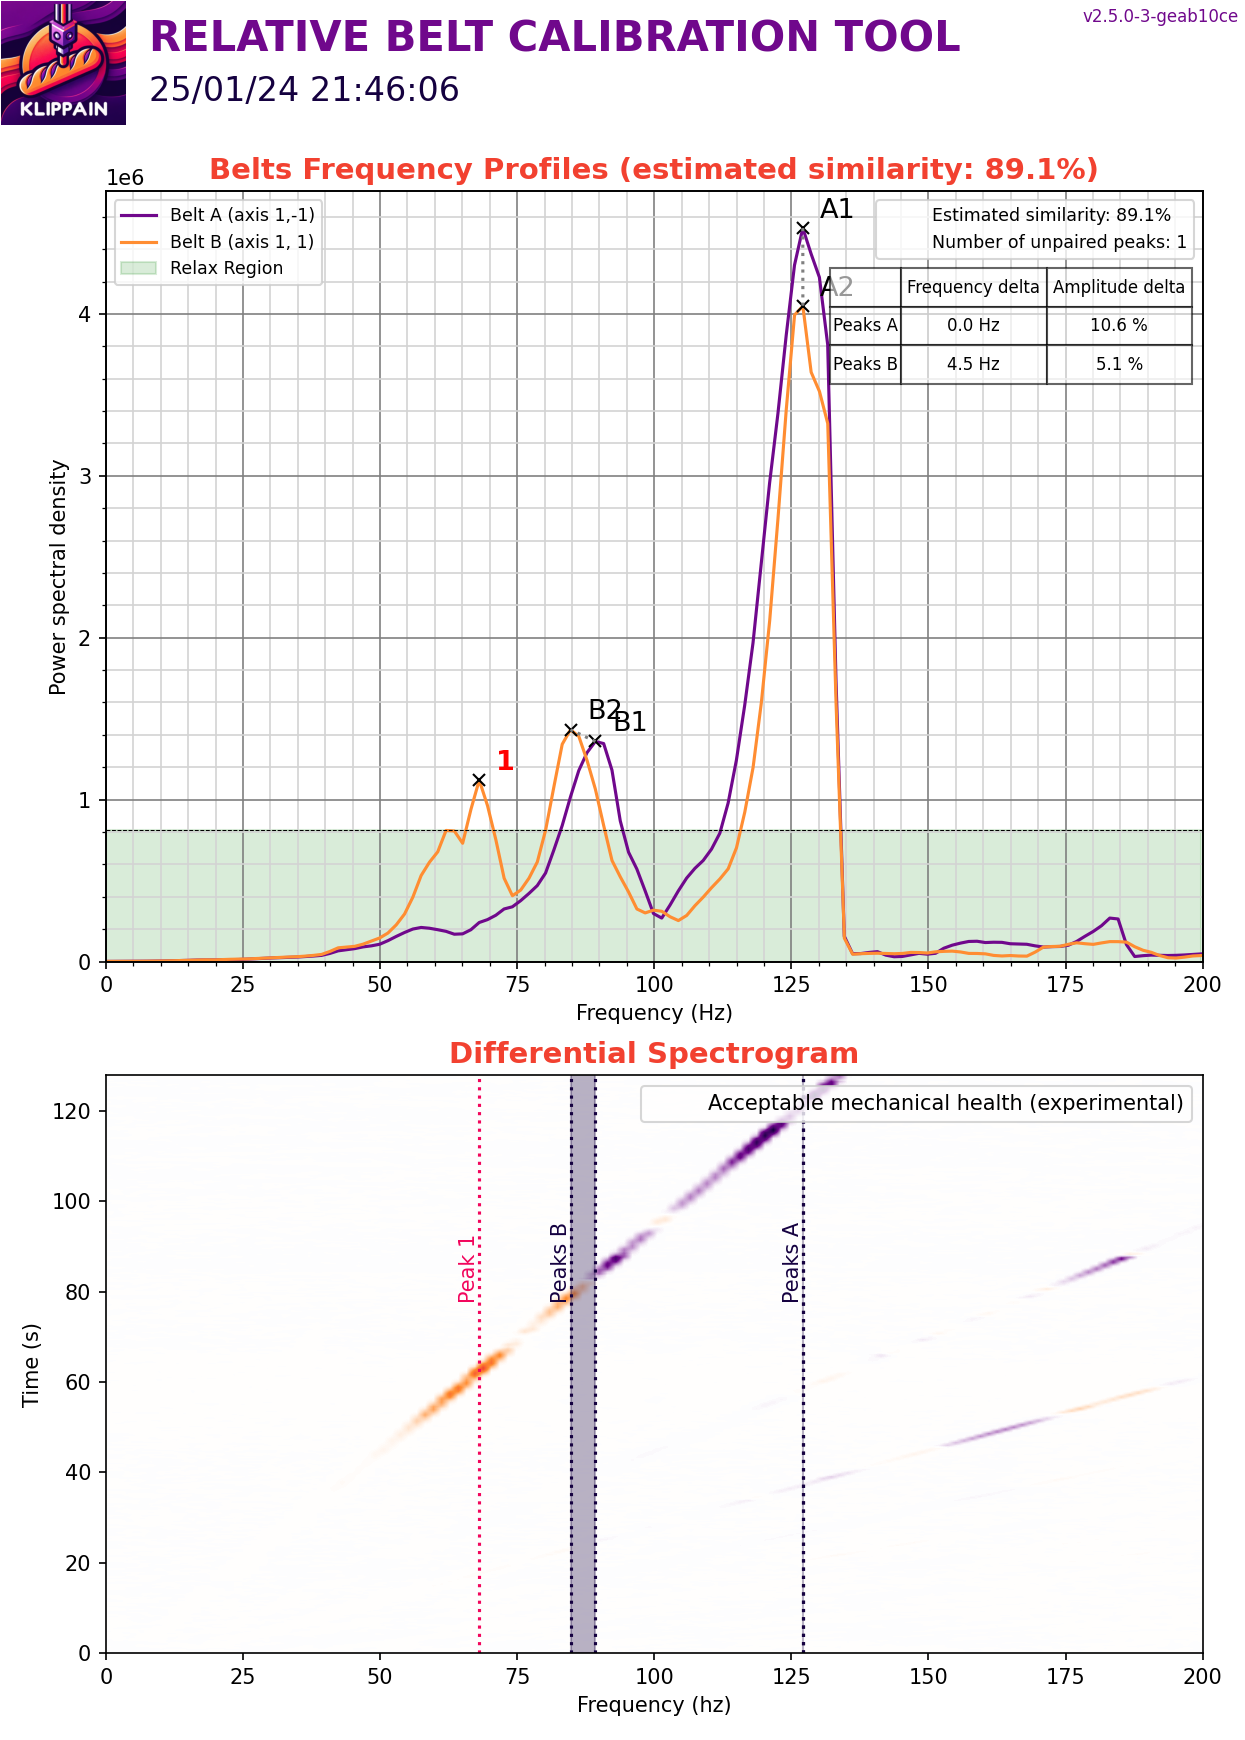 v2.5.0-3-geab10ce
RELATIVE BELT CALIBRATION TOOL
25/01/24 21:46:06
KLIPPAIN
Belts Frequency Profiles (estimated similarity: 89.1%)
1e6
Belt A (axis 1,-1)
Belt B (axis 1, 1)
Relax Region
A1
A2
Estimated similarity: 89.1%
Number of unpaired peaks: 1
Frequency delta Amplitude delta
Peaks A 0.0 Hz 10.6 %
Peaks B 4.5 Hz 5.1 %
4
3
2
1
0
Power spectral density
B2
B1
1
0 25 50 75 100 125 150 175 200
Frequency (Hz)
Differential Spectrogram
Acceptable mechanical health (experimental)
Peak 1
Peaks B
Peaks A
120
100
80
60
40
20
0
Time (s)
0 25 50 75 100 125 150 175 200
Frequency (hz)